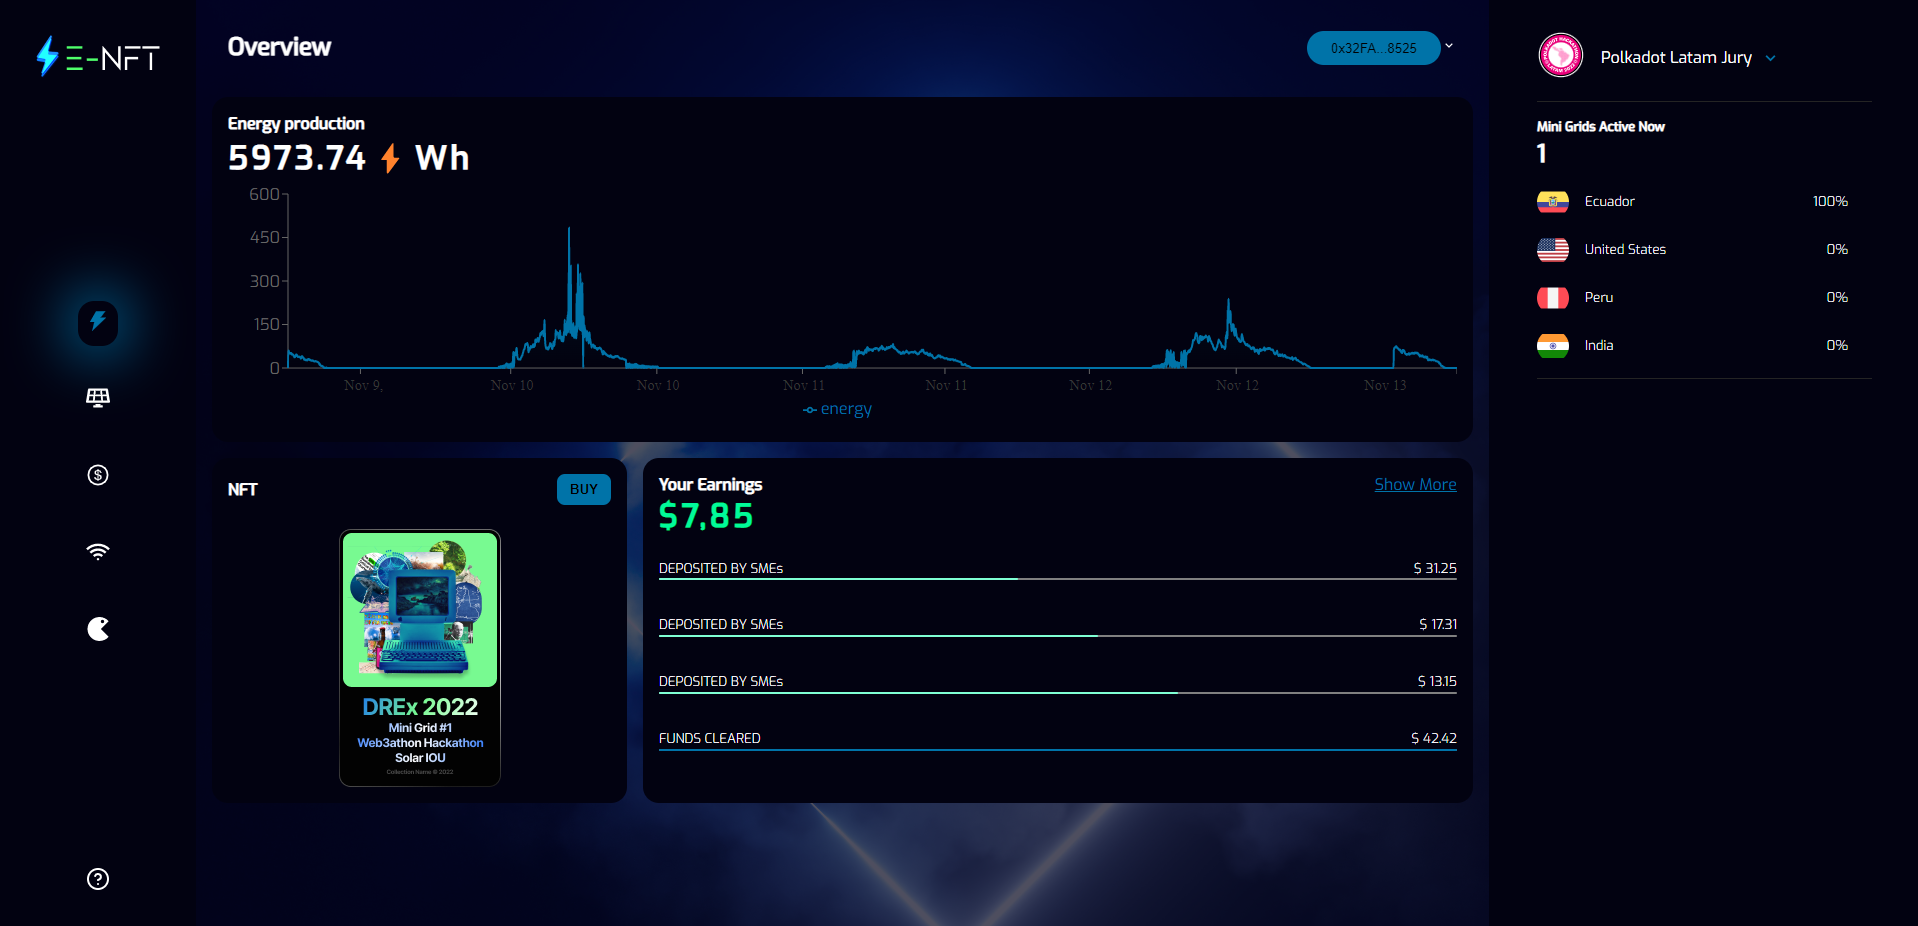 E-NFT
Overview
0x32FA...8525
Energy production
5973.74 Wh
600
450
300
150
0
Nov 9,
Nov 10
Nov 10
Nov 11
Nov 11
Nov 12
Nov 12
Nov 13
energy
NFT
BUY
DREx 2022
Mini Grid #1
Web3athon Hackathon
Solar IOU
Collection Name © 2022
Your Earnings
Show More
$7,85
DEPOSITED BY SMEs
$ 31.25
DEPOSITED BY SMEs
$ 17.31
DEPOSITED BY SMEs
$ 13.15
FUNDS CLEARED
$ 42.42
POLKADOT HACKATHON
LATAM 2022
Polkadot Latam Jury
Mini Grids Active Now
1
Ecuador
100%
United States
0%
Peru
0%
India
0%